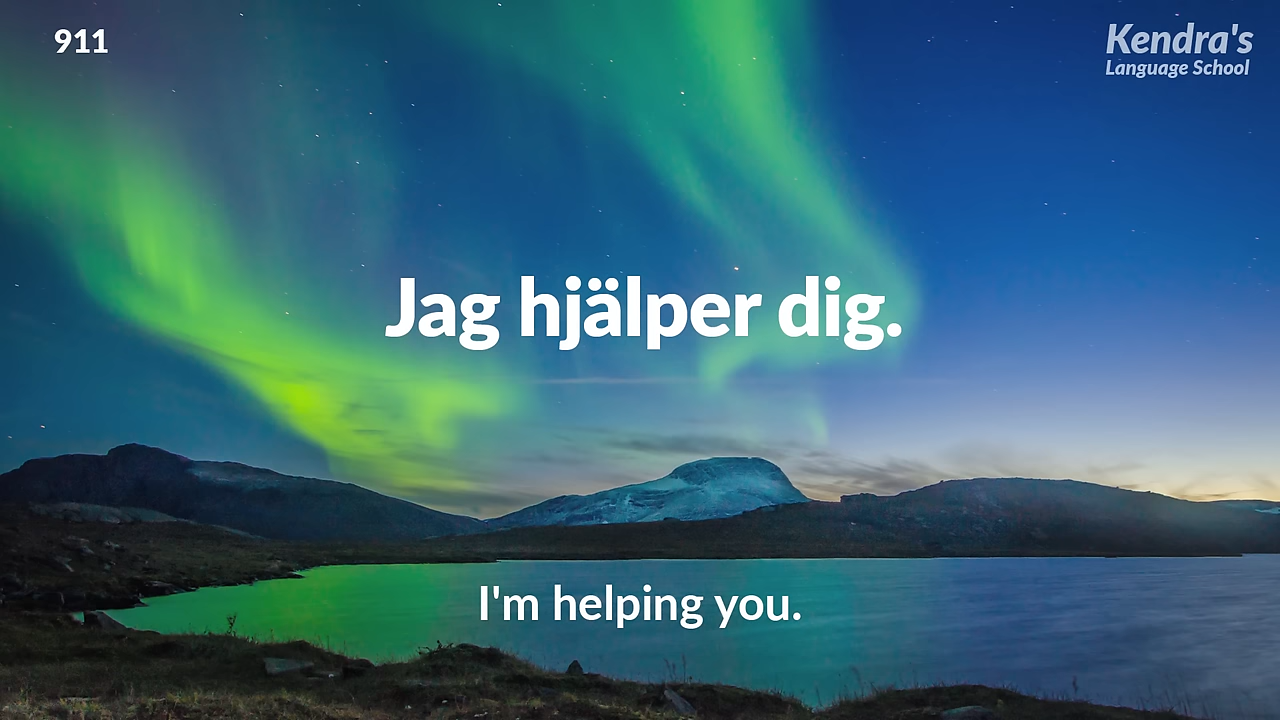 911
Kendra's
Language School
Jag hjälper dig.
I'm helping you.